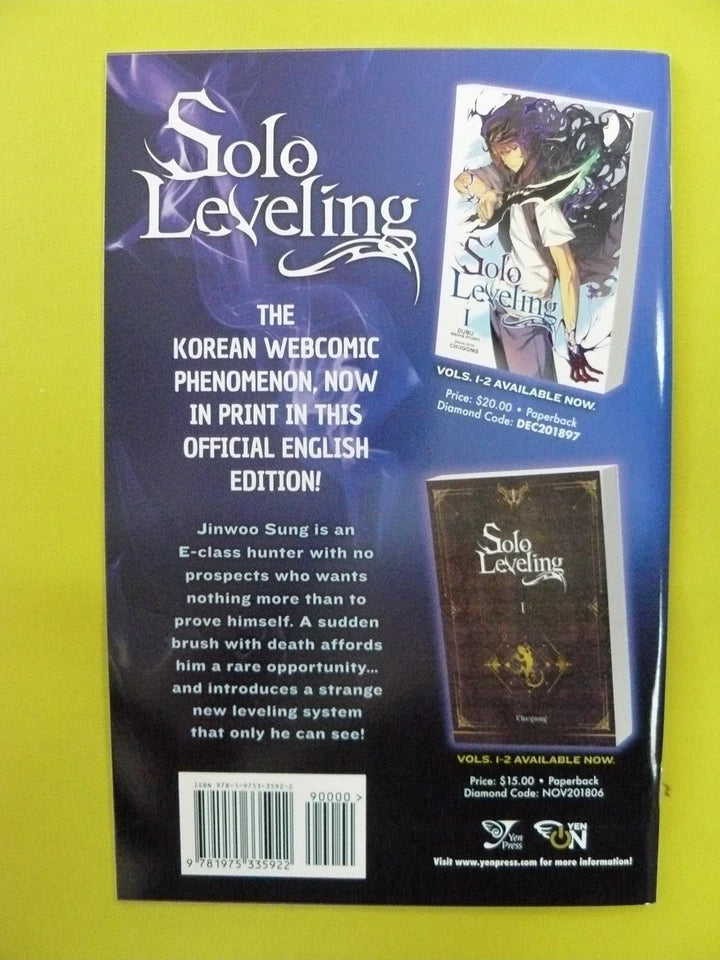 Solo
Leveling
THE
KOREAN WEBCOMIC
PHENOMENON, NOW
IN PRINT IN THIS
OFFICIAL ENGLISH
EDITION!
Jinwoo Sung is an
E-class hunter with no
prospects who wants
nothing more than to
prove himself. A sudden
brush with death affords
him a rare opportunity...
and introduces a strange
new leveling system
that only he can see!
ISBN 978-1-9753-3592-2
90000 >
9 781975 335922
Solo
Leveling
I
DUBU
CHUGONG
VOLS. 1-2 AVAILABLE NOW.
Price: $20.00 • Paperback
Diamond Code: DEC201897
Solo
Leveling
I
Chugong
VOLS. 1-2 AVAILABLE NOW.
Price: $15.00 • Paperback
Diamond Code: NOV201806
Yen
Press
YEN
ON
Visit www.yenpress.com for more information!